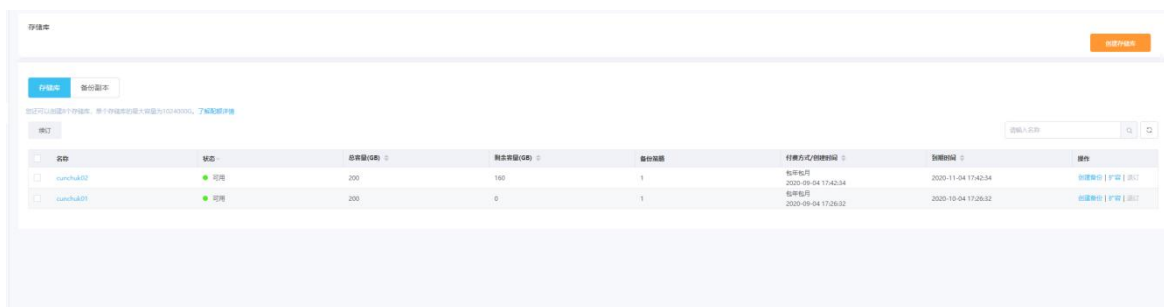 存储库
创建存储库
存储库 备份副本
您还可以创建8个存储库，单个存储库的最大容量为10240000。了解配额详情
续订 请输入名称
名称 状态 总容量(GB) 剩余容量(GB) 备份策略 付费方式/创建时间 到期时间 操作
cunchuk02 可用 200 160 1 包年包月 2020-11-04 17:42:34 创建备份 | 扩容 | 退订
2020-09-04 17:42:34
cunchuk01 可用 200 0 1 包年包月 2020-10-04 17:26:32 创建备份 | 扩容 | 退订
2020-09-04 17:26:32